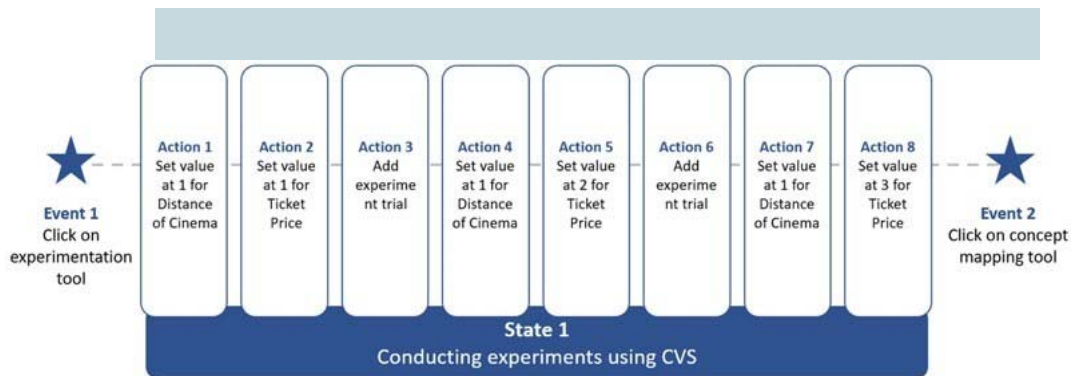 Event 1
Click on
experimentation
tool
Action 1
Set value
at 1 for
Distance
of Cinema
Action 2
Set value
at 1 for
Ticket
Price
Action 3
Add
experime
nt trial
Action 4
Set value
at 1 for
Distance
of Cinema
Action 5
Set value
at 2 for
Ticket
Price
Action 6
Add
experime
nt trial
Action 7
Set value
at 1 for
Distance
of Cinema
Action 8
Set value
at 3 for
Ticket
Price
Event 2
Click on concept
mapping tool
State 1
Conducting experiments using CVS